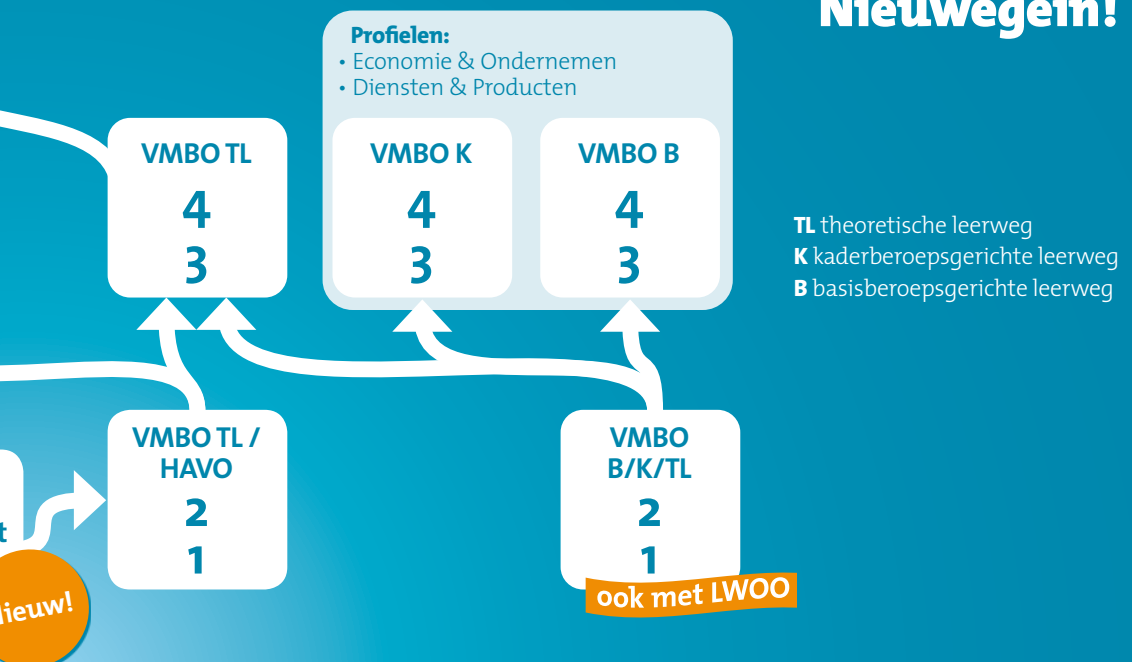 Nieuwegein!
Profielen:
• Economie & Ondernemen
• Diensten & Producten
VMBO TL
4
3
VMBO K
4
3
VMBO B
4
3
TL theoretische leerweg
K kaderberoepsgerichte leerweg
B basisberoepsgerichte leerweg
VMBO TL /
HAVO
2
1
VMBO
B/K/TL
2
1
ook met LWOO
t
Nieuw!